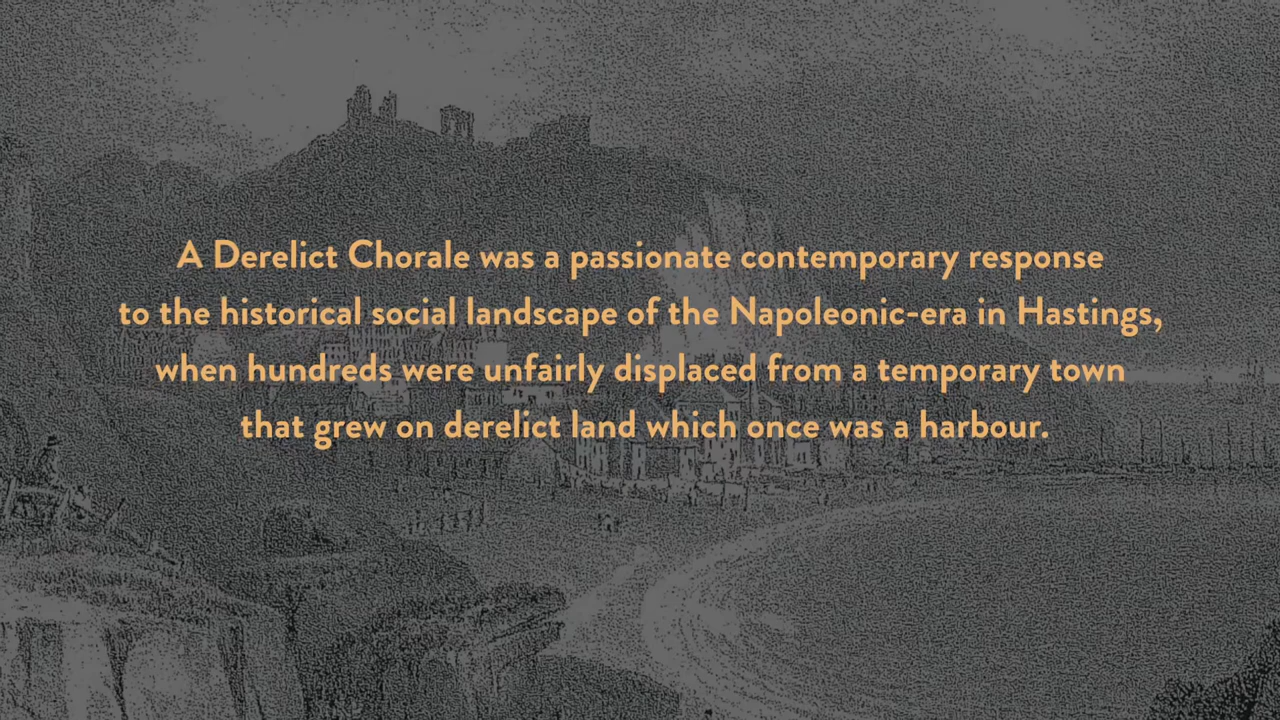 A Derelict Chorale was a passionate contemporary response
to the historical social landscape of the Napoleonic-era in Hastings,
when hundreds were unfairly displaced from a temporary town
that grew on derelict land which once was a harbour.